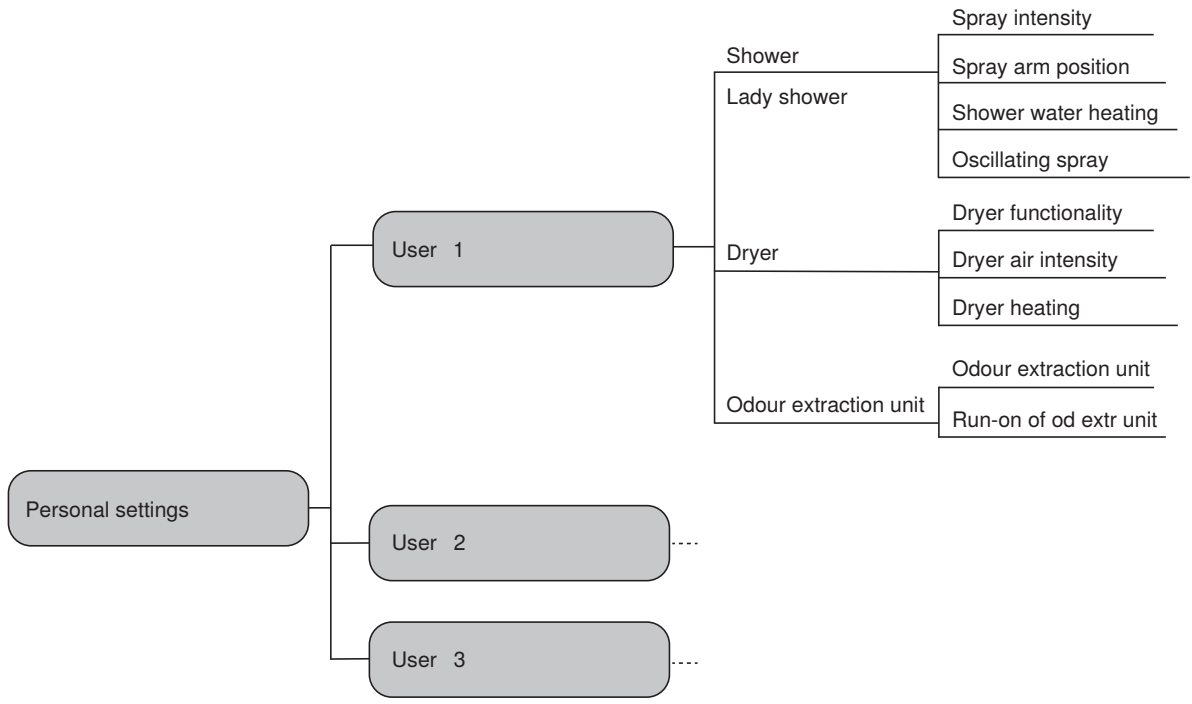 Spray intensity
Shower
Spray arm position
Lady shower
Shower water heating
Oscillating spray
Dryer functionality
User 1
Dryer
Dryer air intensity
Dryer heating
Odour extraction unit
Odour extraction unit
Run-on of od extr unit
Personal settings
User 2
User 3